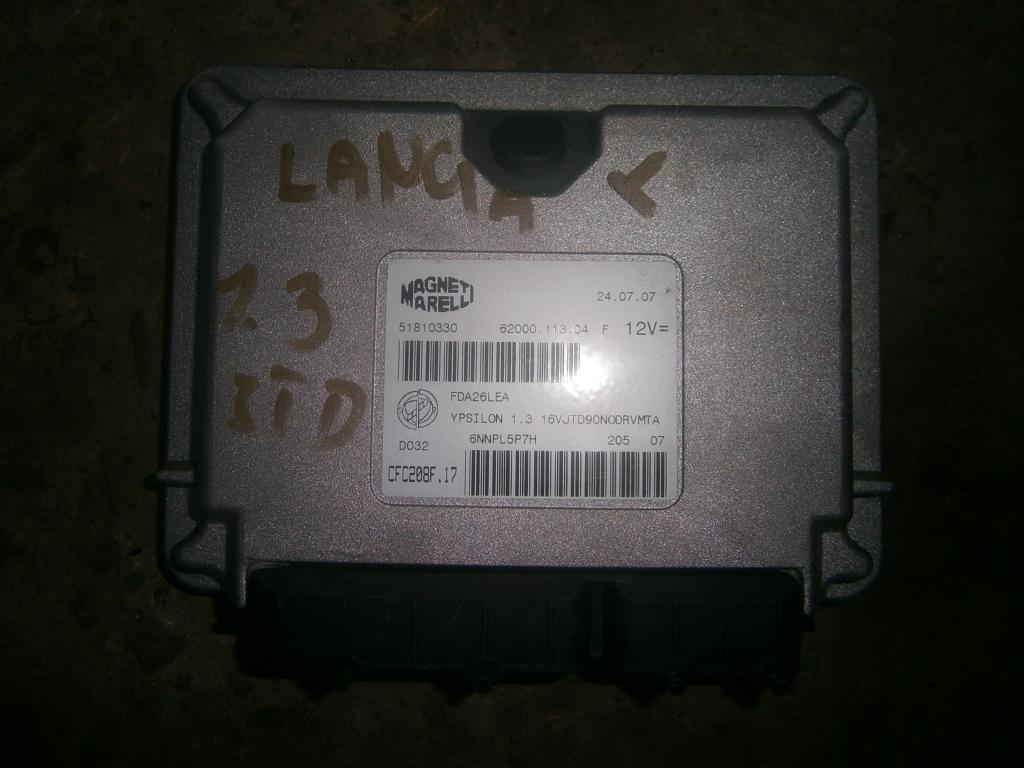 LANCIA Y
1.3
JTD
MAGNETI MARELLI
24.07.07
51810330 62000.113.04 F 12V=
FDA26LEA
YPSILON 1.3 16VJTD90NODRVMTA
D032 6NNPL5P7H 205 07
CFC208F.17